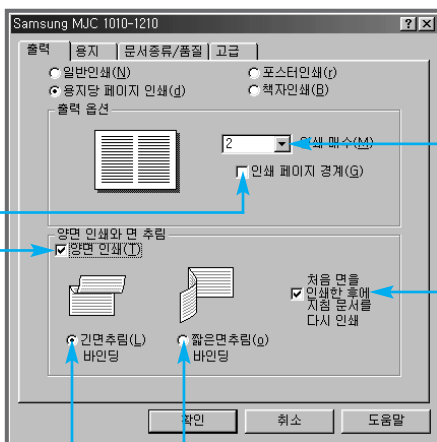 Samsung MJC 1010-1210
출력 용지 문서종류/품질 고급
일반인쇄(N) 포스터인쇄(r)
용지당 페이지 인쇄(d) 책자인쇄(B)
출력 옵션
2 인쇄 매수(M)
인쇄 페이지 경계(G)
양면 인쇄와 면 추림
양면 인쇄(T)
처음 면을
인쇄한 후에
지침 문서를
다시 인쇄
긴면추림(L) 짧은면추림(o)
바인딩 바인딩
확인 취소 도움말